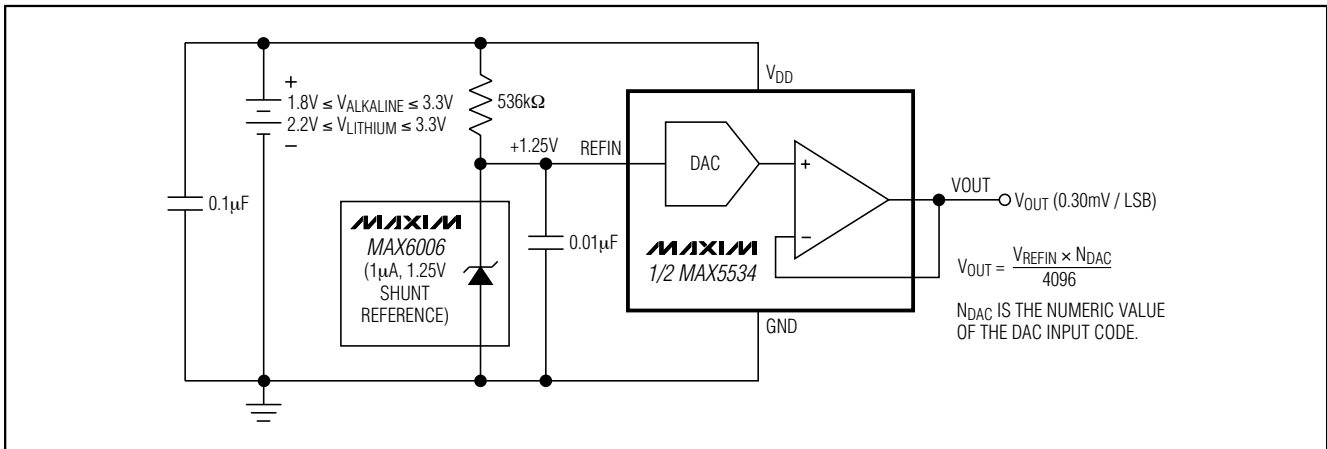 VDD
+
1.8V ≤ VALKALINE ≤ 3.3V
2.2V ≤ VLITHIUM ≤ 3.3V
−
536kΩ
+1.25V
REFIN
DAC
+
−
VOUT
VOUT (0.30mV / LSB)
0.1µF
MAXIM
MAX6006
(1µA, 1.25V
SHUNT
REFERENCE)
0.01µF
MAXIM
1/2 MAX5534
GND
VOUT = VREFIN × NDAC
4096
NDAC IS THE NUMERIC VALUE
OF THE DAC INPUT CODE.